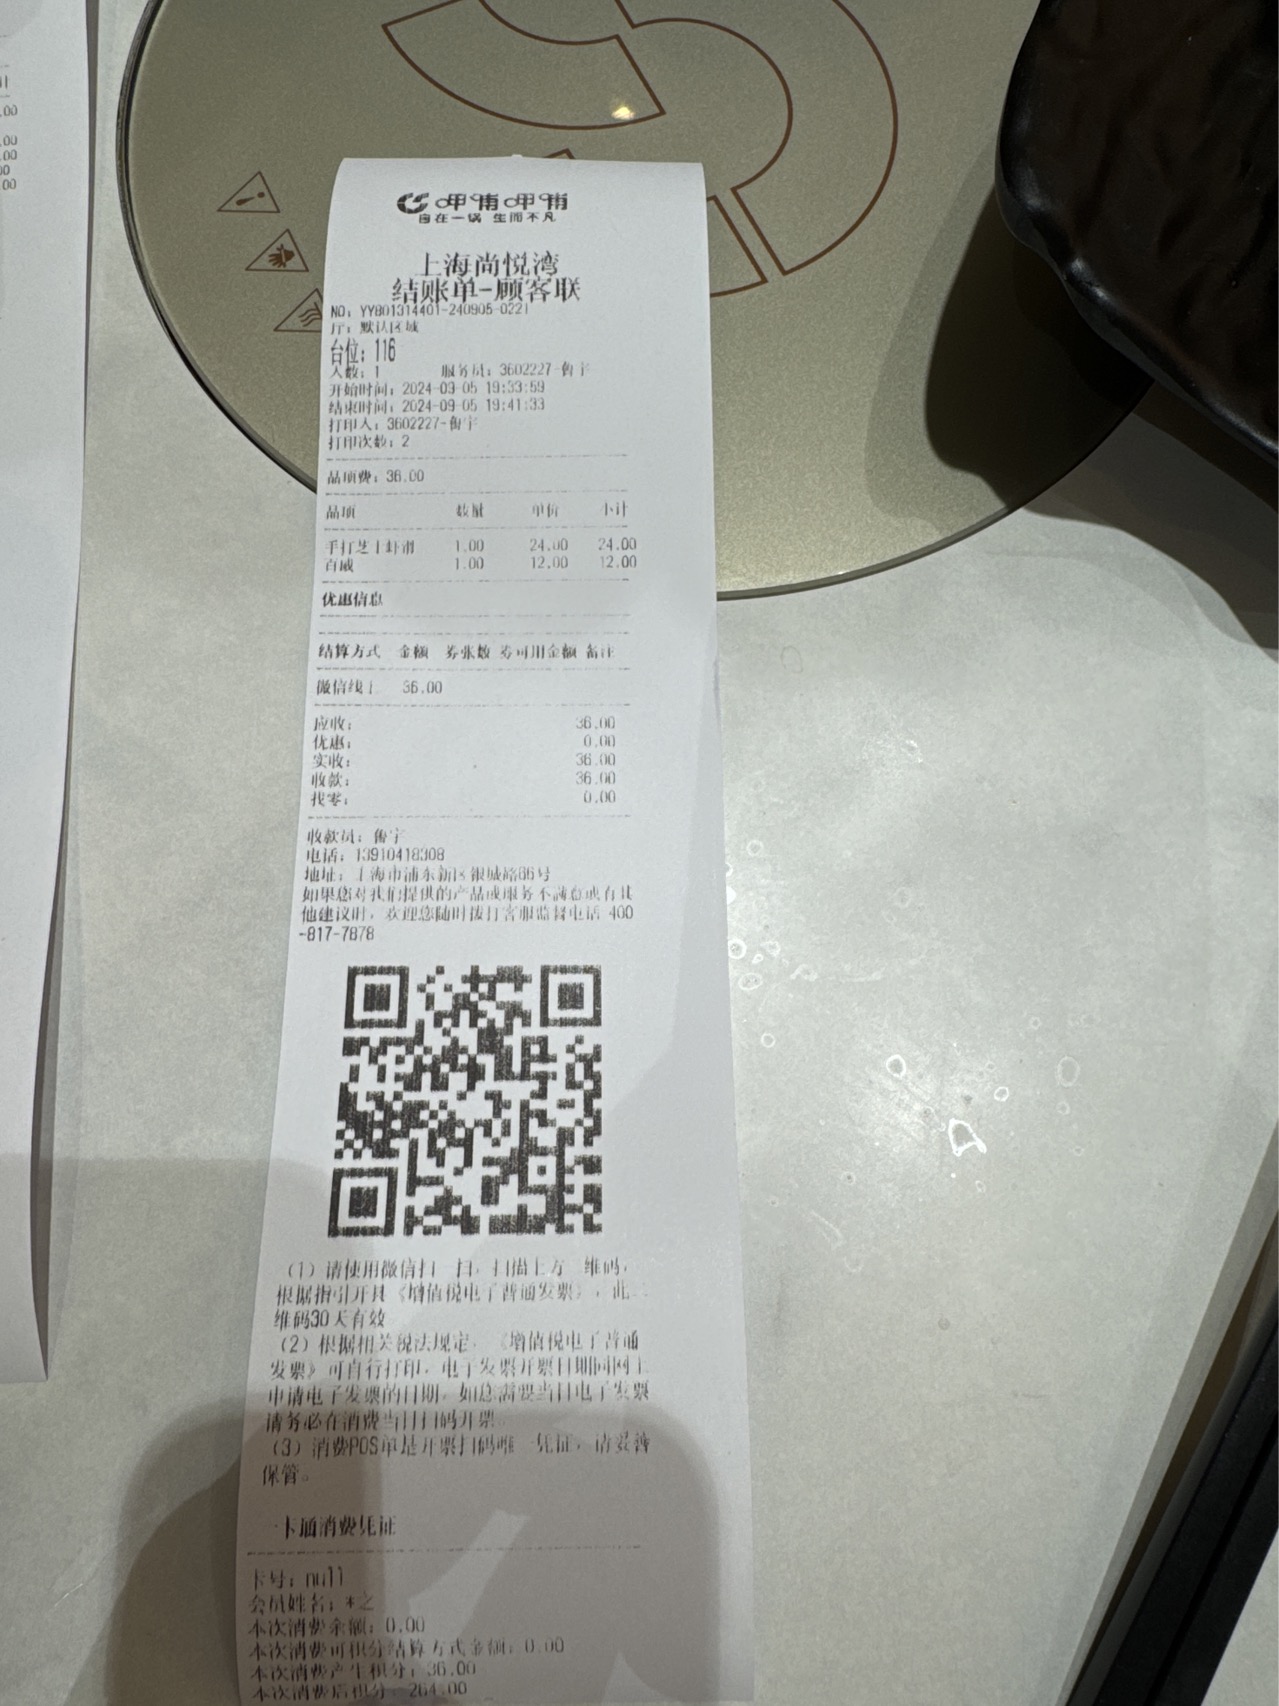 呷哺呷哺
自在一锅 生而不凡
上海尚悦湾
结账单-顾客联
NO: YY801314401-240905-0221
厅: 默认区域
台位: 116
人数: 1 服务员: 3602227-鲁宇
开始时间: 2024-09-05 19:33:59
结束时间: 2024-09-05 19:41:33
打印人: 3602227-鲁宇
打印次数: 2
品项费: 36.00
品项 数量 单价 小计
手打芝士虾滑 1.00 24.00 24.00
百威 1.00 12.00 12.00
优惠信息
结算方式 金额 券张数 券可用金额 备注
微信线上 36.00
应收: 36.00
优惠: 0.00
实收: 36.00
收款: 36.00
找零: 0.00
收款员: 鲁宇
电话: 13910418308
地址: 上海市浦东新区银城路66号
如果您对我们提供的产品或服务不满意或有其
他建议时，欢迎您随时拨打客服监督电话 400
-817-7878
（1）请使用微信扫一扫，扫描上方二维码，
根据指引开具《增值税电子普通发票》，此二
维码30天有效
（2）根据相关税法规定，《增值税电子普通
发票》可自行打印，电子发票开票日期同网上
申请电子发票的日期，如您需要当日电子发票
请务必在消费当日扫码开票。
（3）消费POS单是开票扫码唯一凭证，请妥善
保管。
一卡通消费凭证
卡号: null
会员姓名: *之
本次消费余额: 0.00
本次消费可积分结算方式金额: 0.00
本次消费产生积分: 36.00
本次消费后积分: 264.00
.00
.00
.00
00
.00